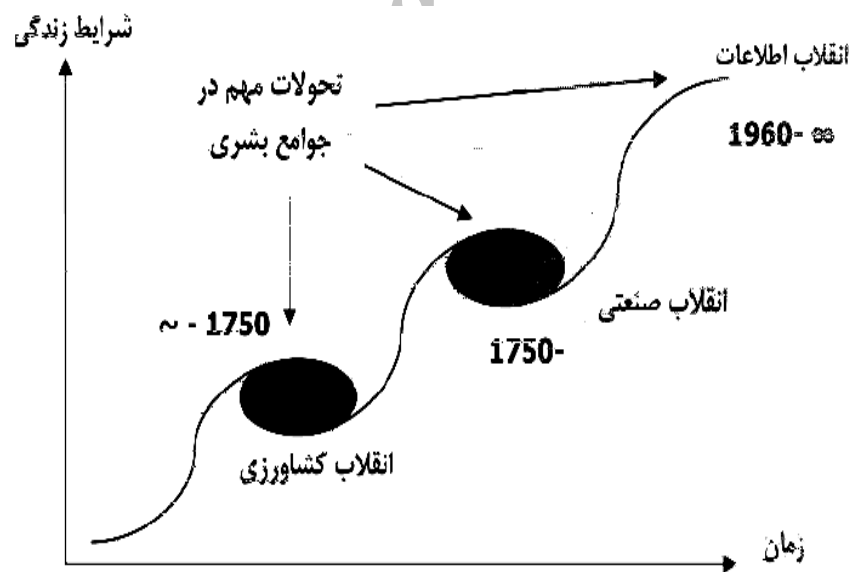 شرایط زندگی
انقلاب اطلاعات
تحولات مهم در
جوامع بشری
1960- ∞
انقلاب صنعتی
~ - 1750
1750-
انقلاب کشاورزی
زمان